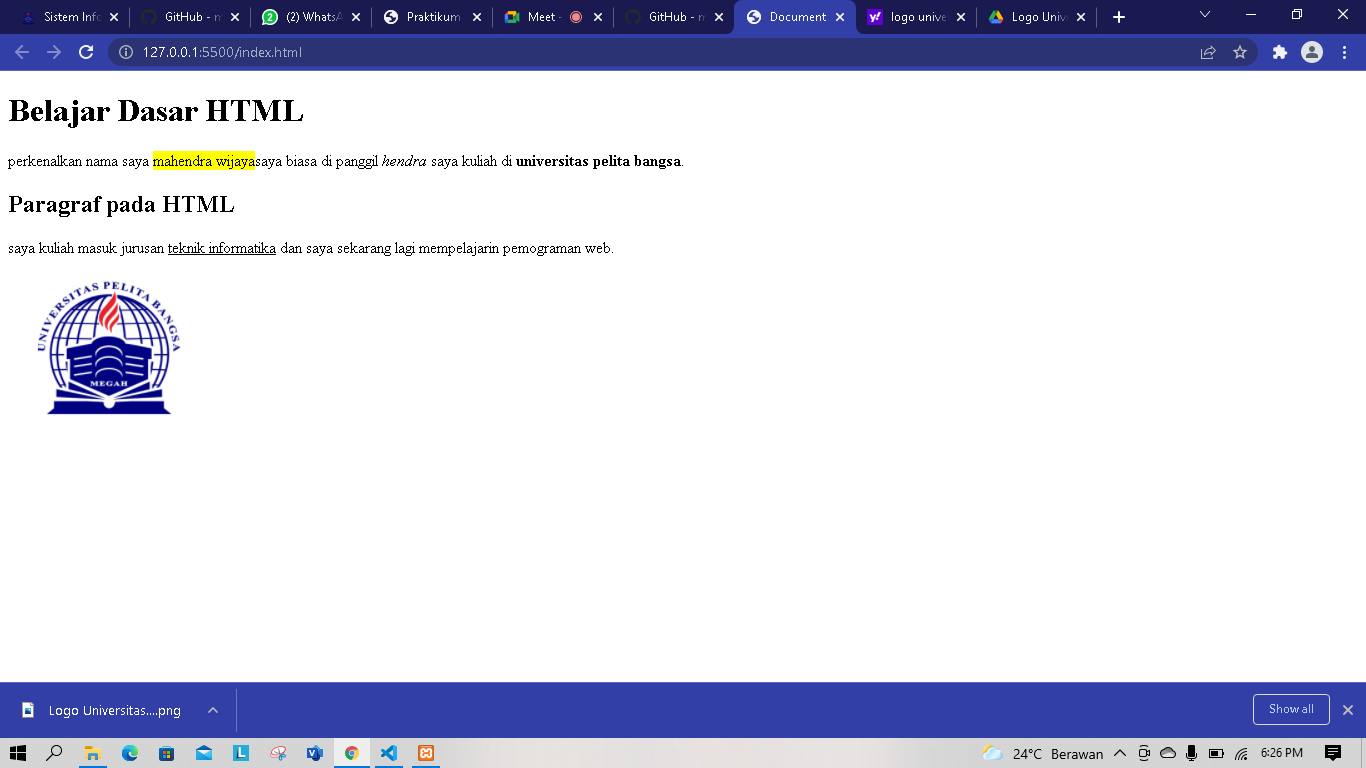 Sistem Info
GitHub - m
(2) WhatsA
Praktikum
Meet -
GitHub - m
Document
logo unive
Logo Univ
127.0.0.1:5500/index.html
Belajar Dasar HTML
perkenalkan nama saya mahendra wijayasaya biasa di panggil hendra saya kuliah di universitas pelita bangsa.
Paragraf pada HTML
saya kuliah masuk jurusan teknik informatika dan saya sekarang lagi mempelajarin pemograman web.
UNIVERSITAS PELITA BANGSA
MEGAH
Logo Universitas....png
Show all
24°C Berawan
6:26 PM